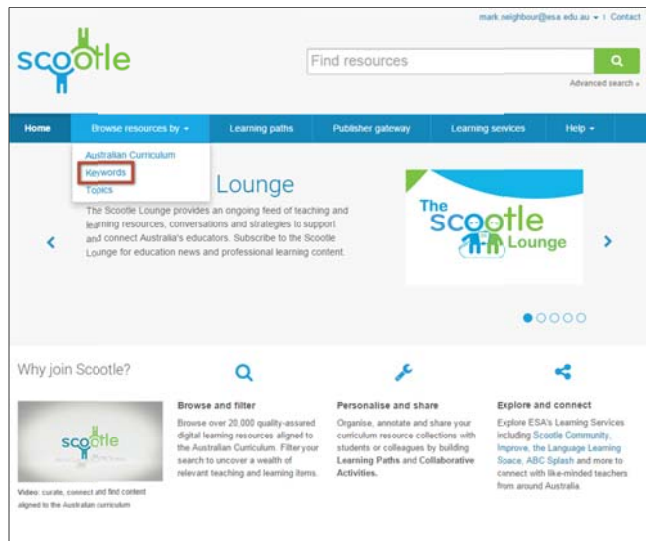 mark.neighbour@esa.edu.au | Contact
scootle
Find resources
Advanced search »
Home Browse resources by Learning paths Publisher gateway Learning services Help
Australian Curriculum
Keywords
Topics
Lounge
The Scootle Lounge provides an ongoing feed of teaching and
learning resources, conversations and strategies to support
and connect Australia's educators. Subscribe to the Scootle
Lounge for education news and professional learning content.
The
scootle
Lounge
Why join Scootle?
scootle
Video: curate, connect and find content
aligned to the Australian curriculum
Browse and filter
Browse over 20,000 quality-assured
digital learning resources aligned to
the Australian Curriculum. Filter your
search to uncover a wealth of
relevant teaching and learning items.
Personalise and share
Organise, annotate and share your
curriculum resource collections with
students or colleagues by building
Learning Paths and Collaborative
Activities.
Explore and connect
Explore ESA's Learning Services
including Scootle Community,
Improve, the Language Learning
Space, ABC Splash and more to
connect with like-minded teachers
from around Australia.